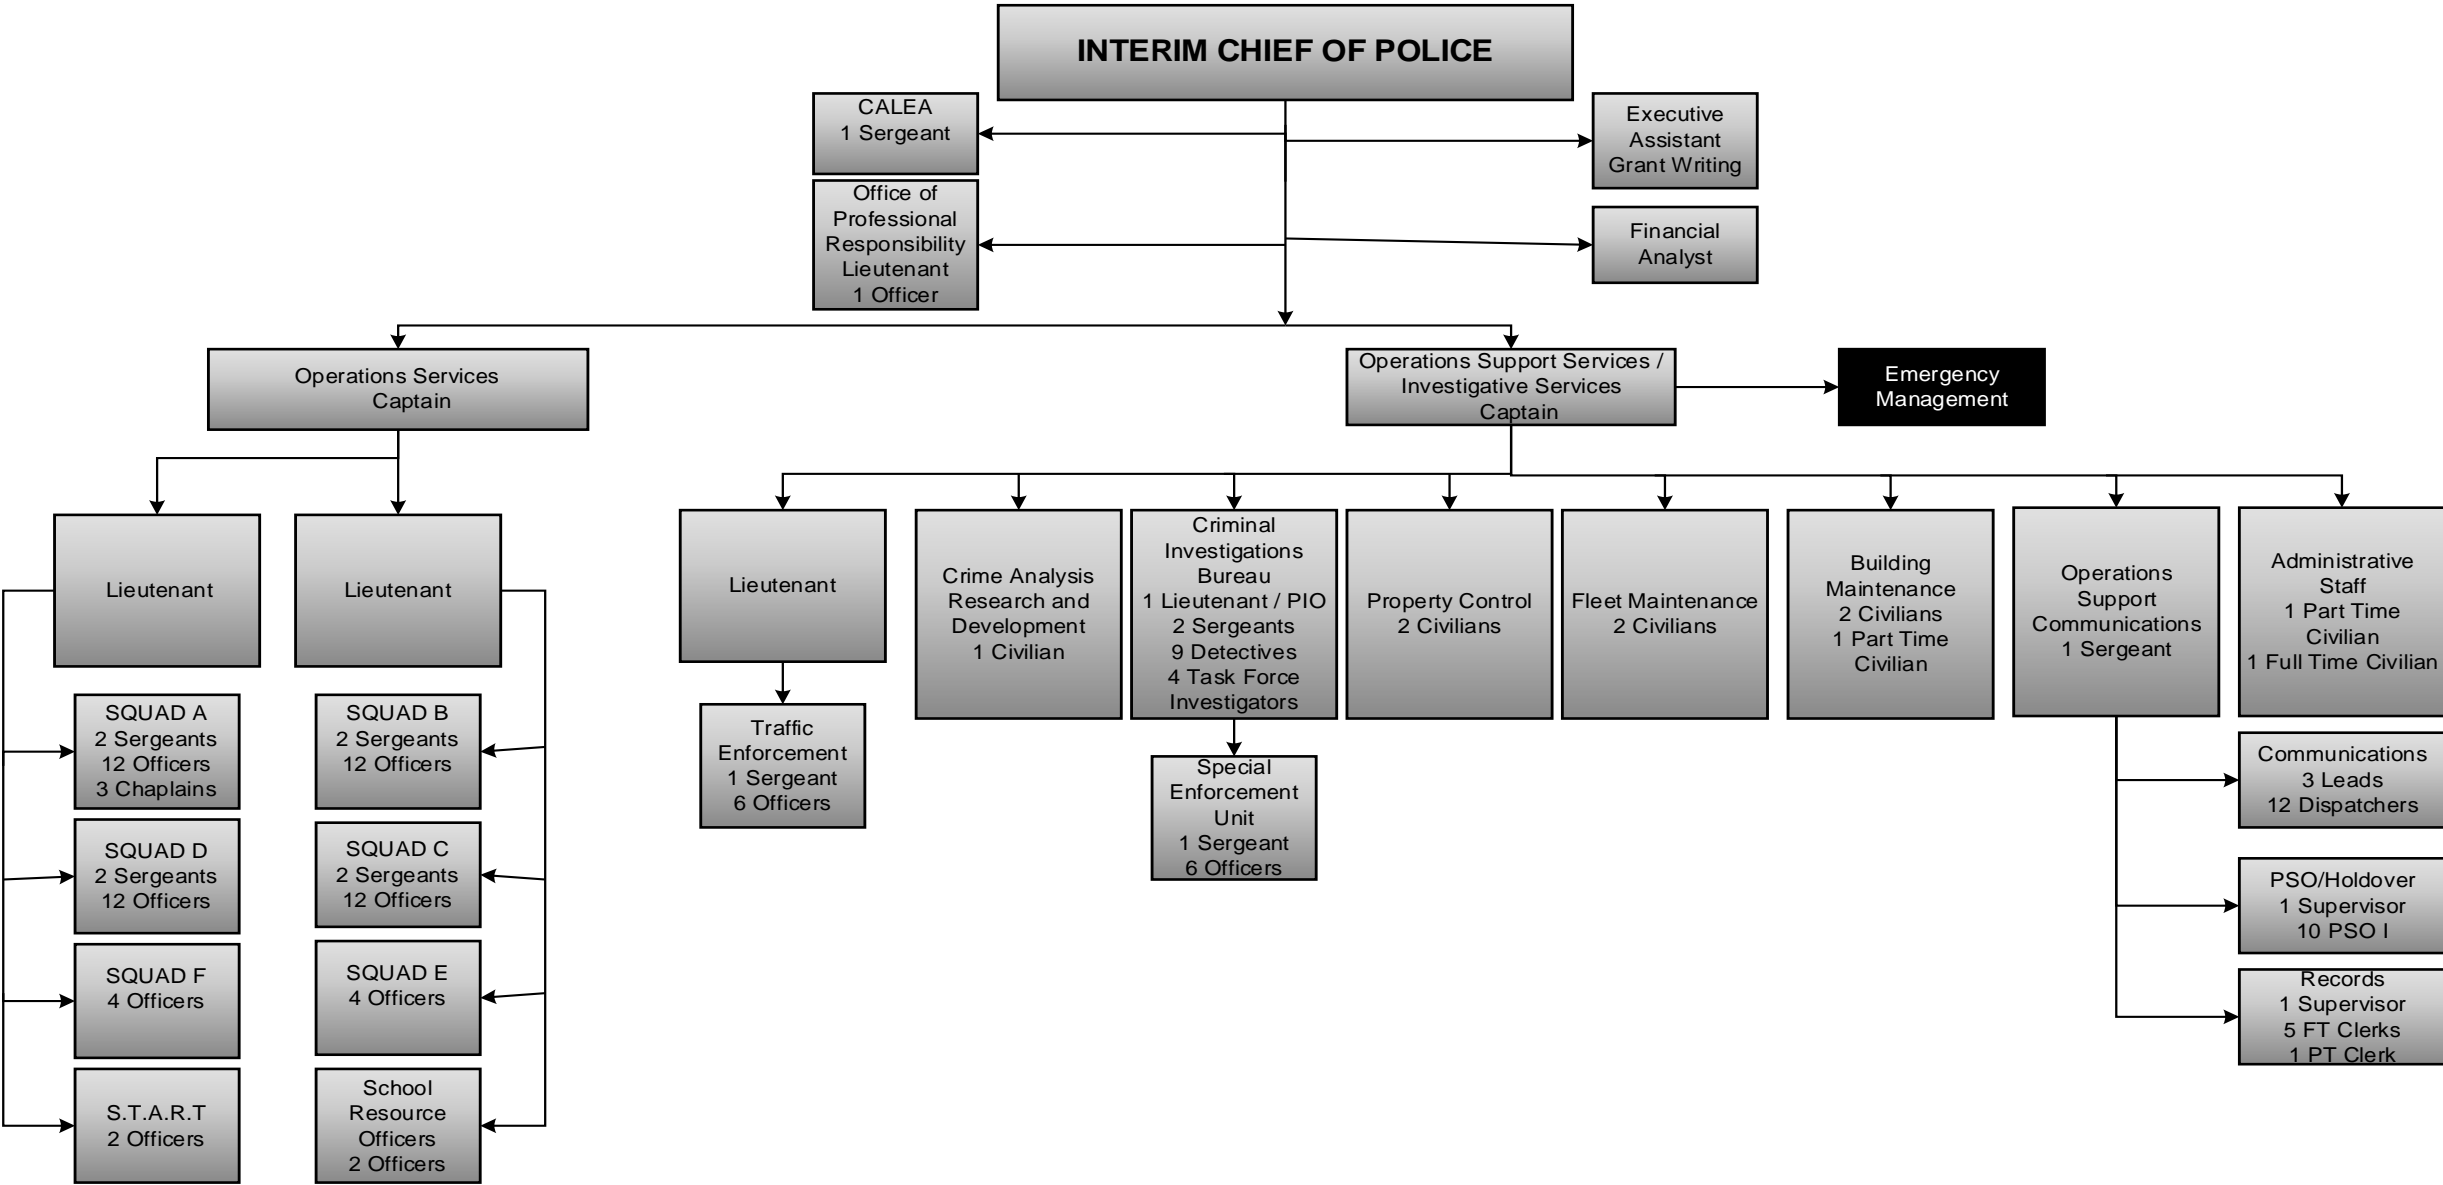 INTERIM CHIEF OF POLICE
CALEA
1 Sergeant
Executive
Assistant
Grant Writing
Office of
Professional
Responsibility
Lieutenant
1 Officer
Financial
Analyst
Operations Services
Captain
Operations Support Services /
Investigative Services
Captain
Emergency
Management
Lieutenant
Lieutenant
Lieutenant
Crime Analysis
Research and
Development
1 Civilian
Criminal
Investigations
Bureau
1 Lieutenant / PIO
2 Sergeants
9 Detectives
4 Task Force
Investigators
Property Control
2 Civilians
Fleet Maintenance
2 Civilians
Building
Maintenance
2 Civilians
1 Part Time
Civilian
Operations
Support
Communications
1 Sergeant
Administrative
Staff
1 Part Time
Civilian
1 Full Time Civilian
SQUAD A
2 Sergeants
12 Officers
3 Chaplains
SQUAD B
2 Sergeants
12 Officers
Traffic
Enforcement
1 Sergeant
6 Officers
Special
Enforcement
Unit
1 Sergeant
6 Officers
Communications
3 Leads
12 Dispatchers
SQUAD D
2 Sergeants
12 Officers
SQUAD C
2 Sergeants
12 Officers
PSO/Holdover
1 Supervisor
10 PSO I
SQUAD F
4 Officers
SQUAD E
4 Officers
Records
1 Supervisor
5 FT Clerks
1 PT Clerk
S.T.A.R.T
2 Officers
School
Resource
Officers
2 Officers